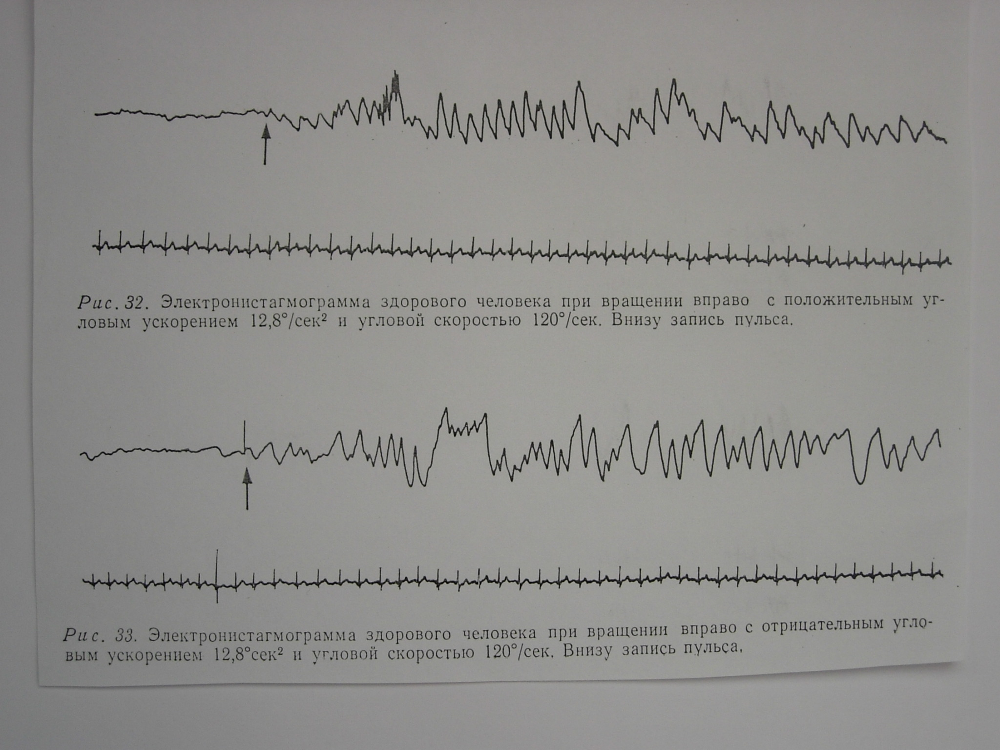 Рис. 32. Электронистагмограмма здорового человека при вращении вправо с положительным уг-
ловым ускорением 12,8°/сек² и угловой скоростью 120°/сек. Внизу запись пульса.
Рис. 33. Электронистагмограмма здорового человека при вращении вправо с отрицательным угло-
вым ускорением 12,8°сек² и угловой скоростью 120°/сек. Внизу запись пульса.